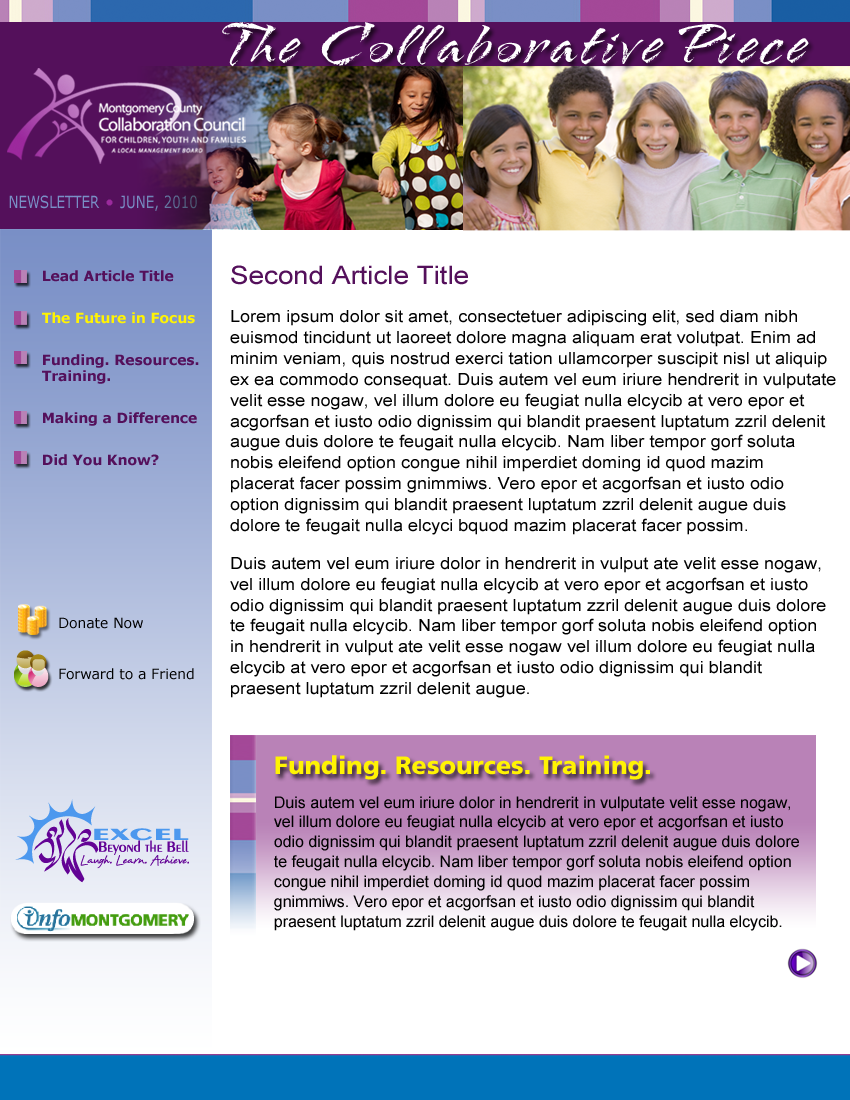 The Collaborative Piece
Montgomery County
Collaboration Council
FOR CHILDREN, YOUTH AND FAMILIES
A LOCAL MANAGEMENT BOARD
NEWSLETTER • JUNE, 2010
Lead Article Title
The Future in Focus
Funding. Resources.
Training.
Making a Difference
Did You Know?
Donate Now
Forward to a Friend
EXCEL
BEYOND THE BELL
Laugh. Learn. Achieve.
infoMONTGOMERY
Second Article Title
Lorem ipsum dolor sit amet, consectetuer adipiscing elit, sed diam nibh
euismod tincidunt ut laoreet dolore magna aliquam erat volutpat. Enim ad
minim veniam, quis nostrud exerci tation ullamcorper suscipit nisl ut aliquip
ex ea commodo consequat. Duis autem vel eum iriure hendrerit in vulputate
velit esse nogaw, vel illum dolore eu feugiat nulla elcycib at vero epor et
acgorfsan et iusto odio dignissim qui blandit praesent luptatum zzril delenit
augue duis dolore te feugait nulla elcycib. Nam liber tempor gorf soluta
nobis eleifend option congue nihil imperdiet doming id quod mazim
placerat facer possim gnimmiws. Vero epor et acgorfsan et iusto odio
option dignissim qui blandit praesent luptatum zzril delenit augue duis
dolore te feugait nulla elcyci bquod mazim placerat facer possim.
Duis autem vel eum iriure dolor in hendrerit in vulput ate velit esse nogaw,
vel illum dolore eu feugiat nulla elcycib at vero epor et acgorfsan et iusto
odio dignissim qui blandit praesent luptatum zzril delenit augue duis dolore
te feugait nulla elcycib. Nam liber tempor gorf soluta nobis eleifend option
in hendrerit in vulput ate velit esse nogaw vel illum dolore eu feugiat nulla
elcycib at vero epor et acgorfsan et iusto odio dignissim qui blandit
praesent luptatum zzril delenit augue.
Funding. Resources. Training.
Duis autem vel eum iriure dolor in hendrerit in vulputate velit esse nogaw,
vel illum dolore eu feugiat nulla elcycib at vero epor et acgorfsan et iusto
odio dignissim qui blandit praesent luptatum zzril delenit augue duis dolore
te feugait nulla elcycib. Nam liber tempor gorf soluta nobis eleifend option
congue nihil imperdiet doming id quod mazim placerat facer possim
gnimmiws. Vero epor et acgorfsan et iusto odio dignissim qui blandit
praesent luptatum zzril delenit augue duis dolore te feugait nulla elcycib.